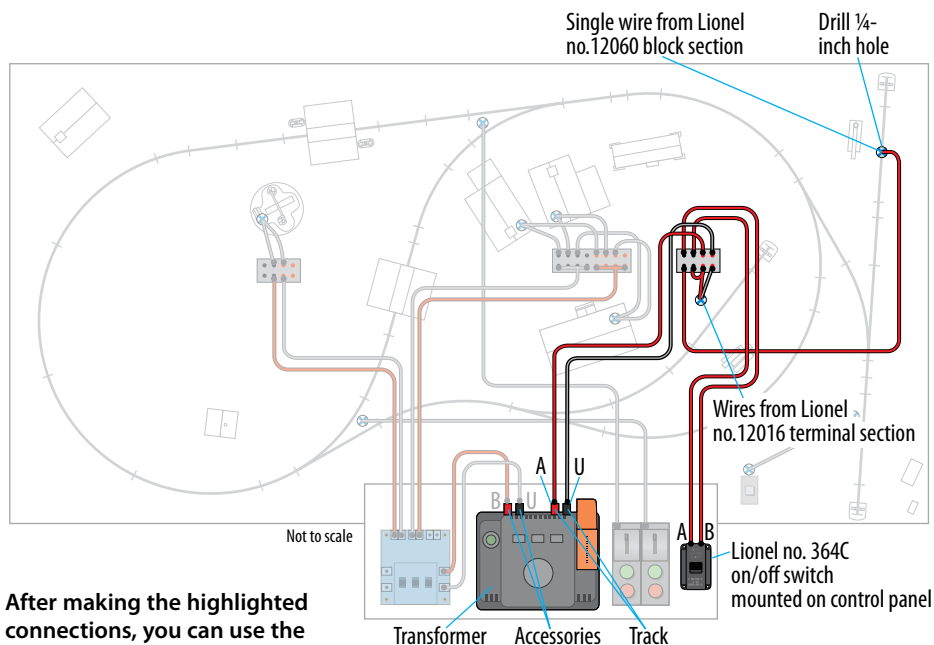 Single wire from Lionel
no.12060 block section
Drill ¼-
inch hole
Wires from Lionel
no.12016 terminal section
A
U
B U
A B
Not to scale
Lionel no. 364C
on/off switch
mounted on control panel
After making the highlighted
connections, you can use the
Transformer
Accessories
Track